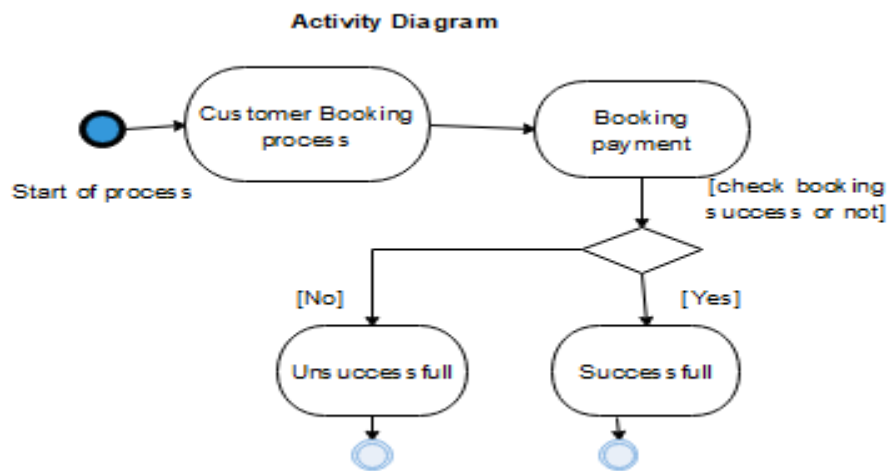 Activity Diagram
Customer Booking
process
Booking
payment
Start of process
[check booking
success or not]
[No]
[Yes]
Unsuccessfull
Successfull